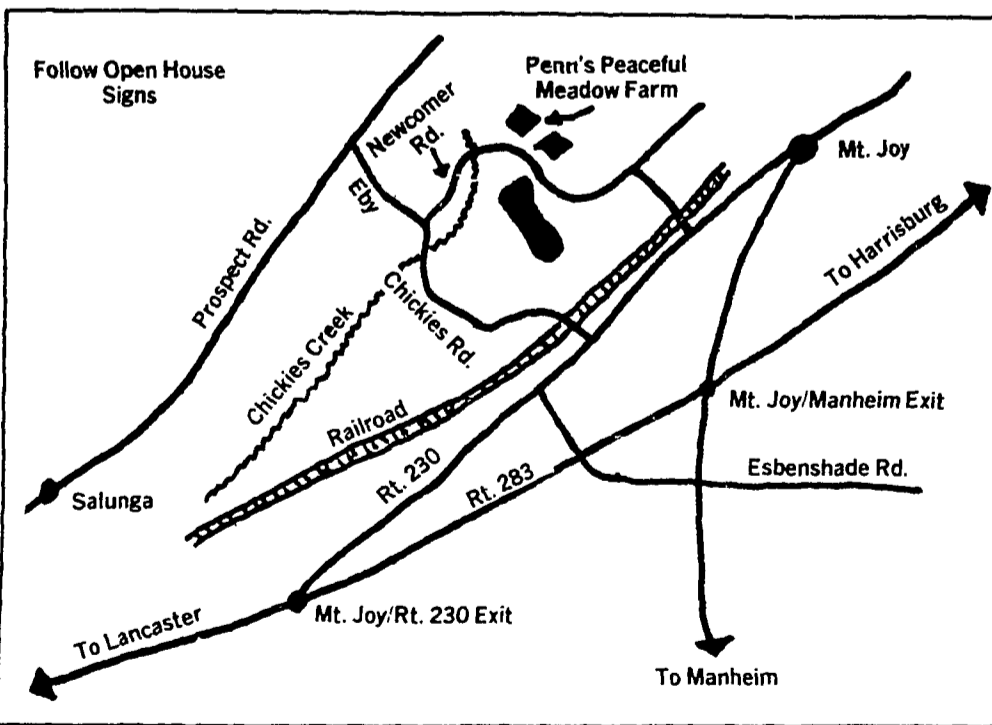 Follow Open House
Signs
Penn's Peaceful
Meadow Farm
Newcomer
Rd.
Mt. Joy
Eby
Prospect Rd.
To Harrisburg
Chickies Rd.
Chickies Creek
Mt. Joy/Manheim Exit
Railroad
Rt. 230
Rt. 283
Esbenshade Rd.
Salunga
Mt. Joy/Rt. 230 Exit
To Lancaster
To Manheim